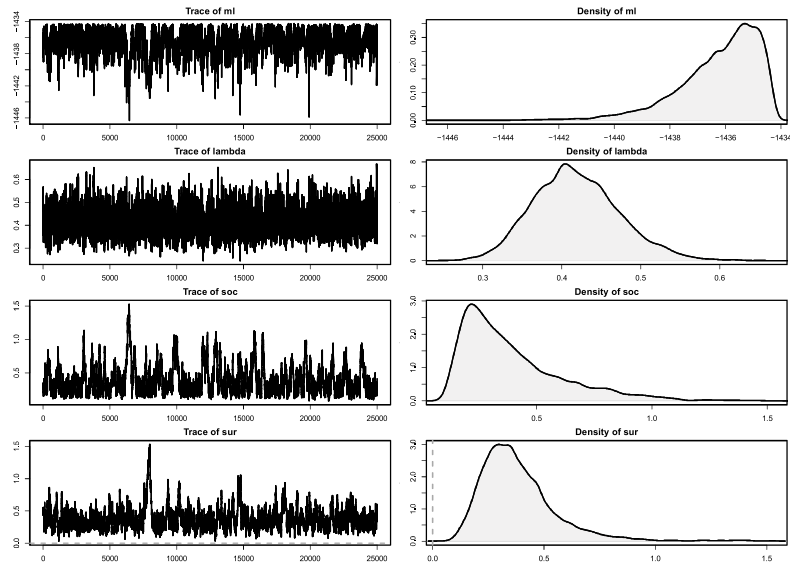 Trace of ml
Density of ml
−1434
−1438
−1442
−1446
0 5000 10000 15000 20000 25000
0.30
0.20
0.10
0.00
−1446 −1444 −1442 −1440 −1438 −1436 −1434
Trace of lambda
Density of lambda
0.6
0.5
0.4
0.3
0 5000 10000 15000 20000 25000
8
6
4
2
0
0.3 0.4 0.5 0.6
Trace of soc
Density of soc
1.5
1.0
0.5
0 5000 10000 15000 20000 25000
3.0
2.0
1.0
0.0
0.5 1.0 1.5
Trace of sur
Density of sur
1.5
1.0
0.5
0.0
0 5000 10000 15000 20000 25000
3.0
2.0
1.0
0.0
0.0 0.5 1.0 1.5